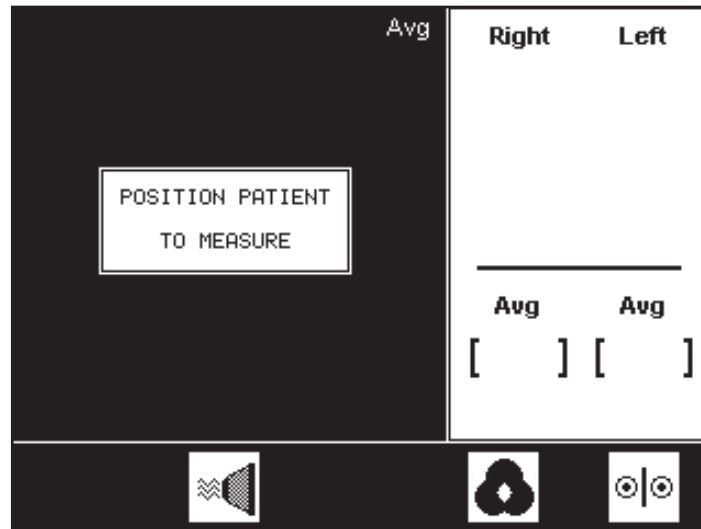 Avg
POSITION PATIENT
TO MEASURE
Right Left
Avg Avg
[ ] [ ]